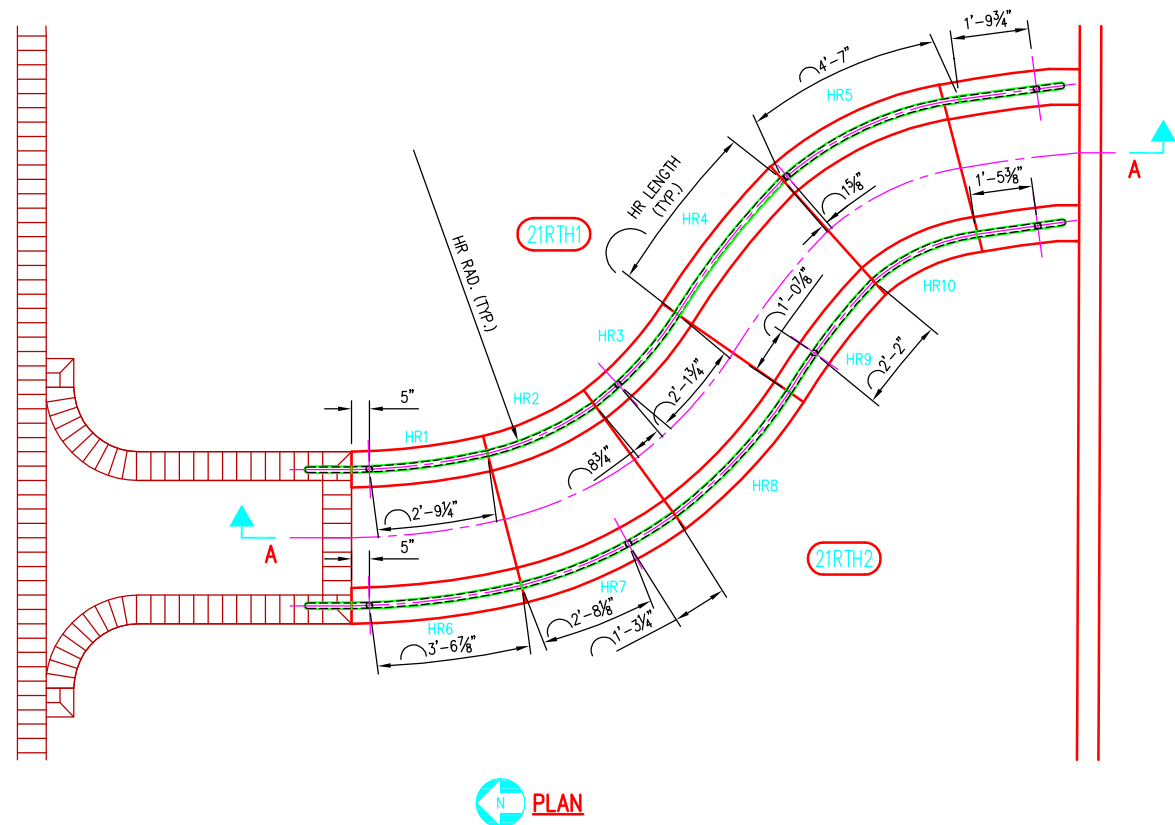 1'-9¾"
4'-7"
HR5
HR LENGTH
(TYP.)
HR4
1⅝"
A
1'-5⅜"
21RTH1
HR RAD. (TYP.)
HR10
1'-0⅞"
HR3
HR9
2'-2"
2'-1¾"
5"
HR2
HR1
8¾"
HR8
2'-9¼"
5"
A
21RTH2
HR7
2'-8⅛"
HR6
1'-3¼"
3'-6⅞"
N
PLAN